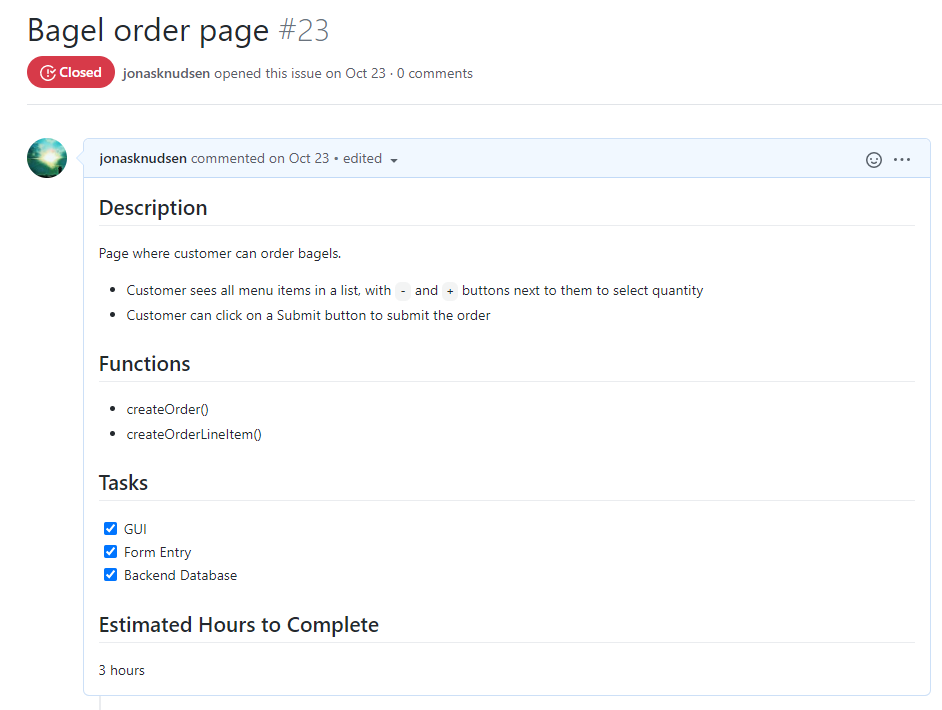 Bagel order page #23
Closed jonasknudsen opened this issue on Oct 23 · 0 comments
jonasknudsen commented on Oct 23 • edited
Description
Page where customer can order bagels.
Customer sees all menu items in a list, with - and + buttons next to them to select quantity
Customer can click on a Submit button to submit the order
Functions
createOrder()
createOrderLineItem()
Tasks
GUI
Form Entry
Backend Database
Estimated Hours to Complete
3 hours